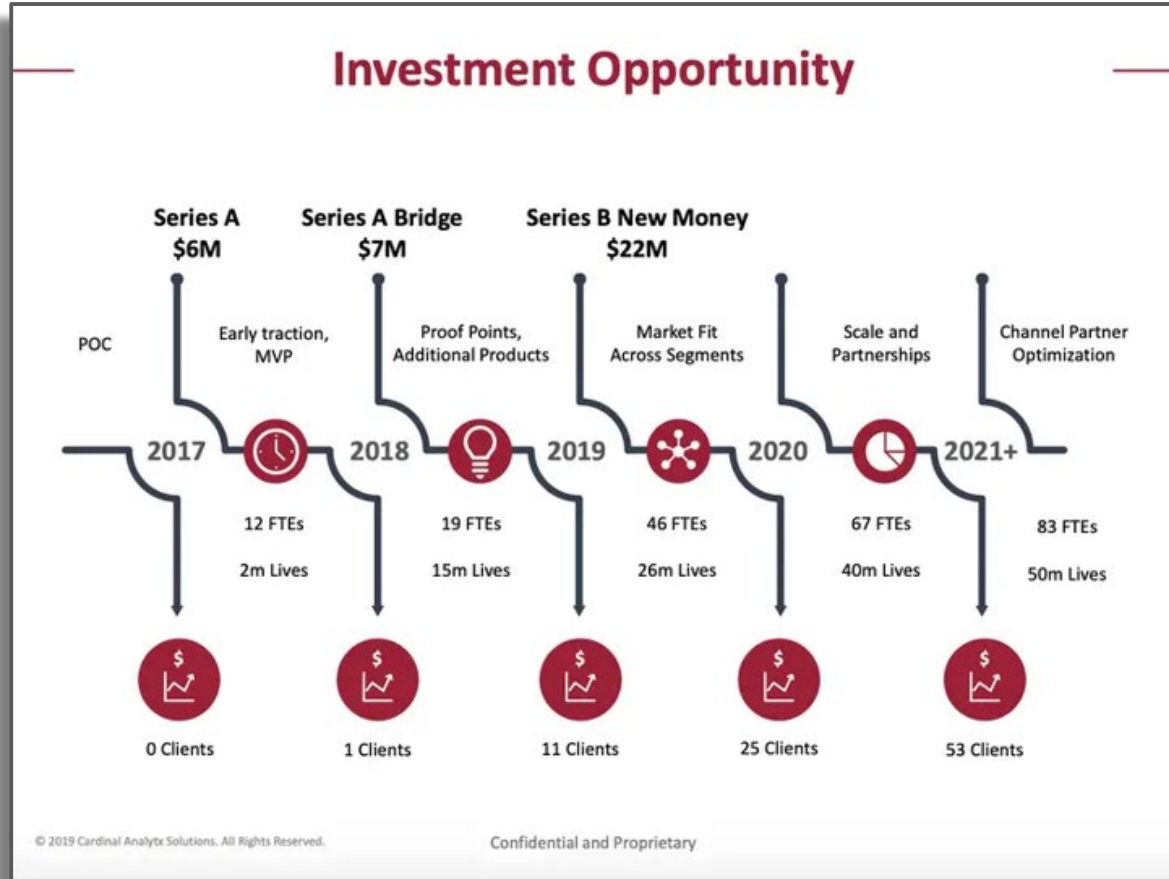 Investment Opportunity
Series A
$6M
Series A Bridge
$7M
Series B New Money
$22M
POC
Early traction,
MVP
Proof Points,
Additional Products
Market Fit
Across Segments
Scale and
Partnerships
Channel Partner
Optimization
2017
2018
2019
2020
2021+
12 FTEs
19 FTEs
46 FTEs
67 FTEs
83 FTEs
2m Lives
15m Lives
26m Lives
40m Lives
50m Lives
$
$
$
$
$
0 Clients
1 Clients
11 Clients
25 Clients
53 Clients
© 2019 Cardinal Analytx Solutions. All Rights Reserved.
Confidential and Proprietary